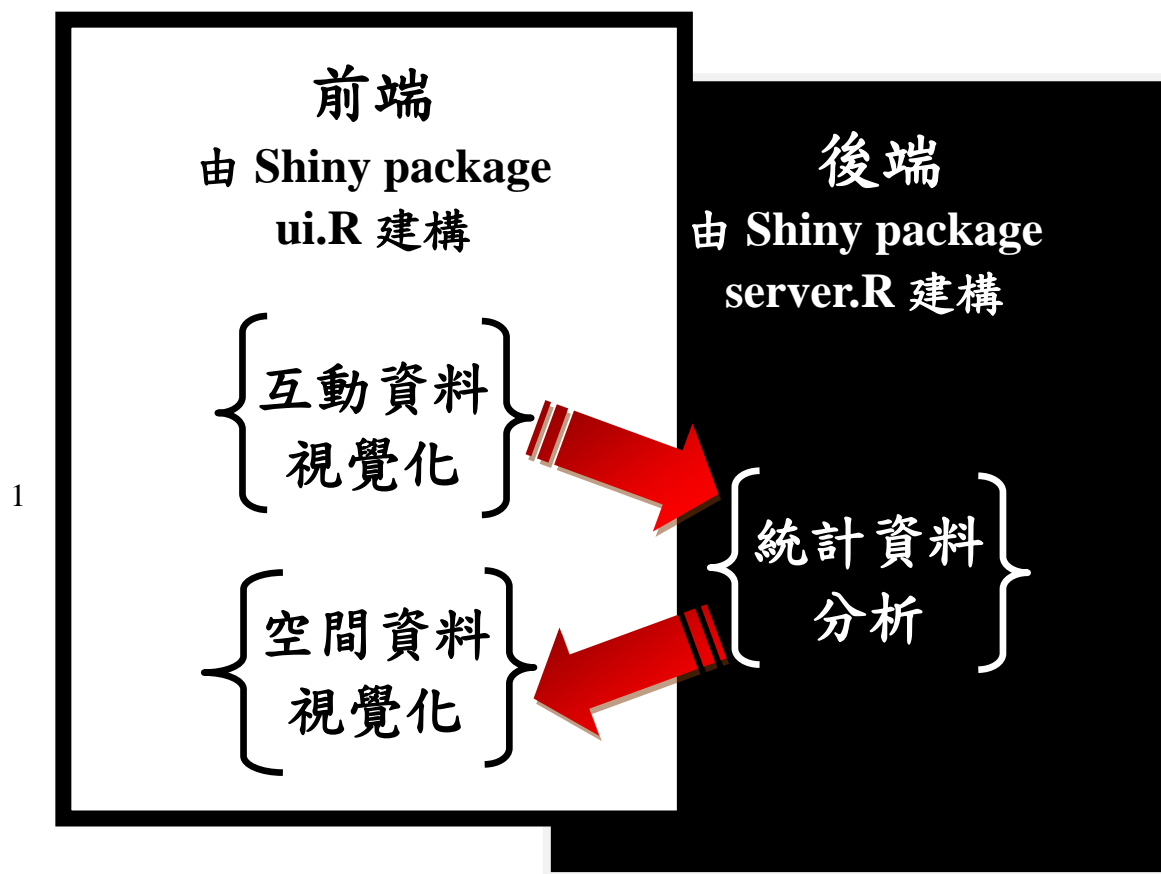 前端
由 Shiny package
ui.R 建構
互動資料
視覺化
空間資料
視覺化
後端
由 Shiny package
server.R 建構
統計資料
分析
1